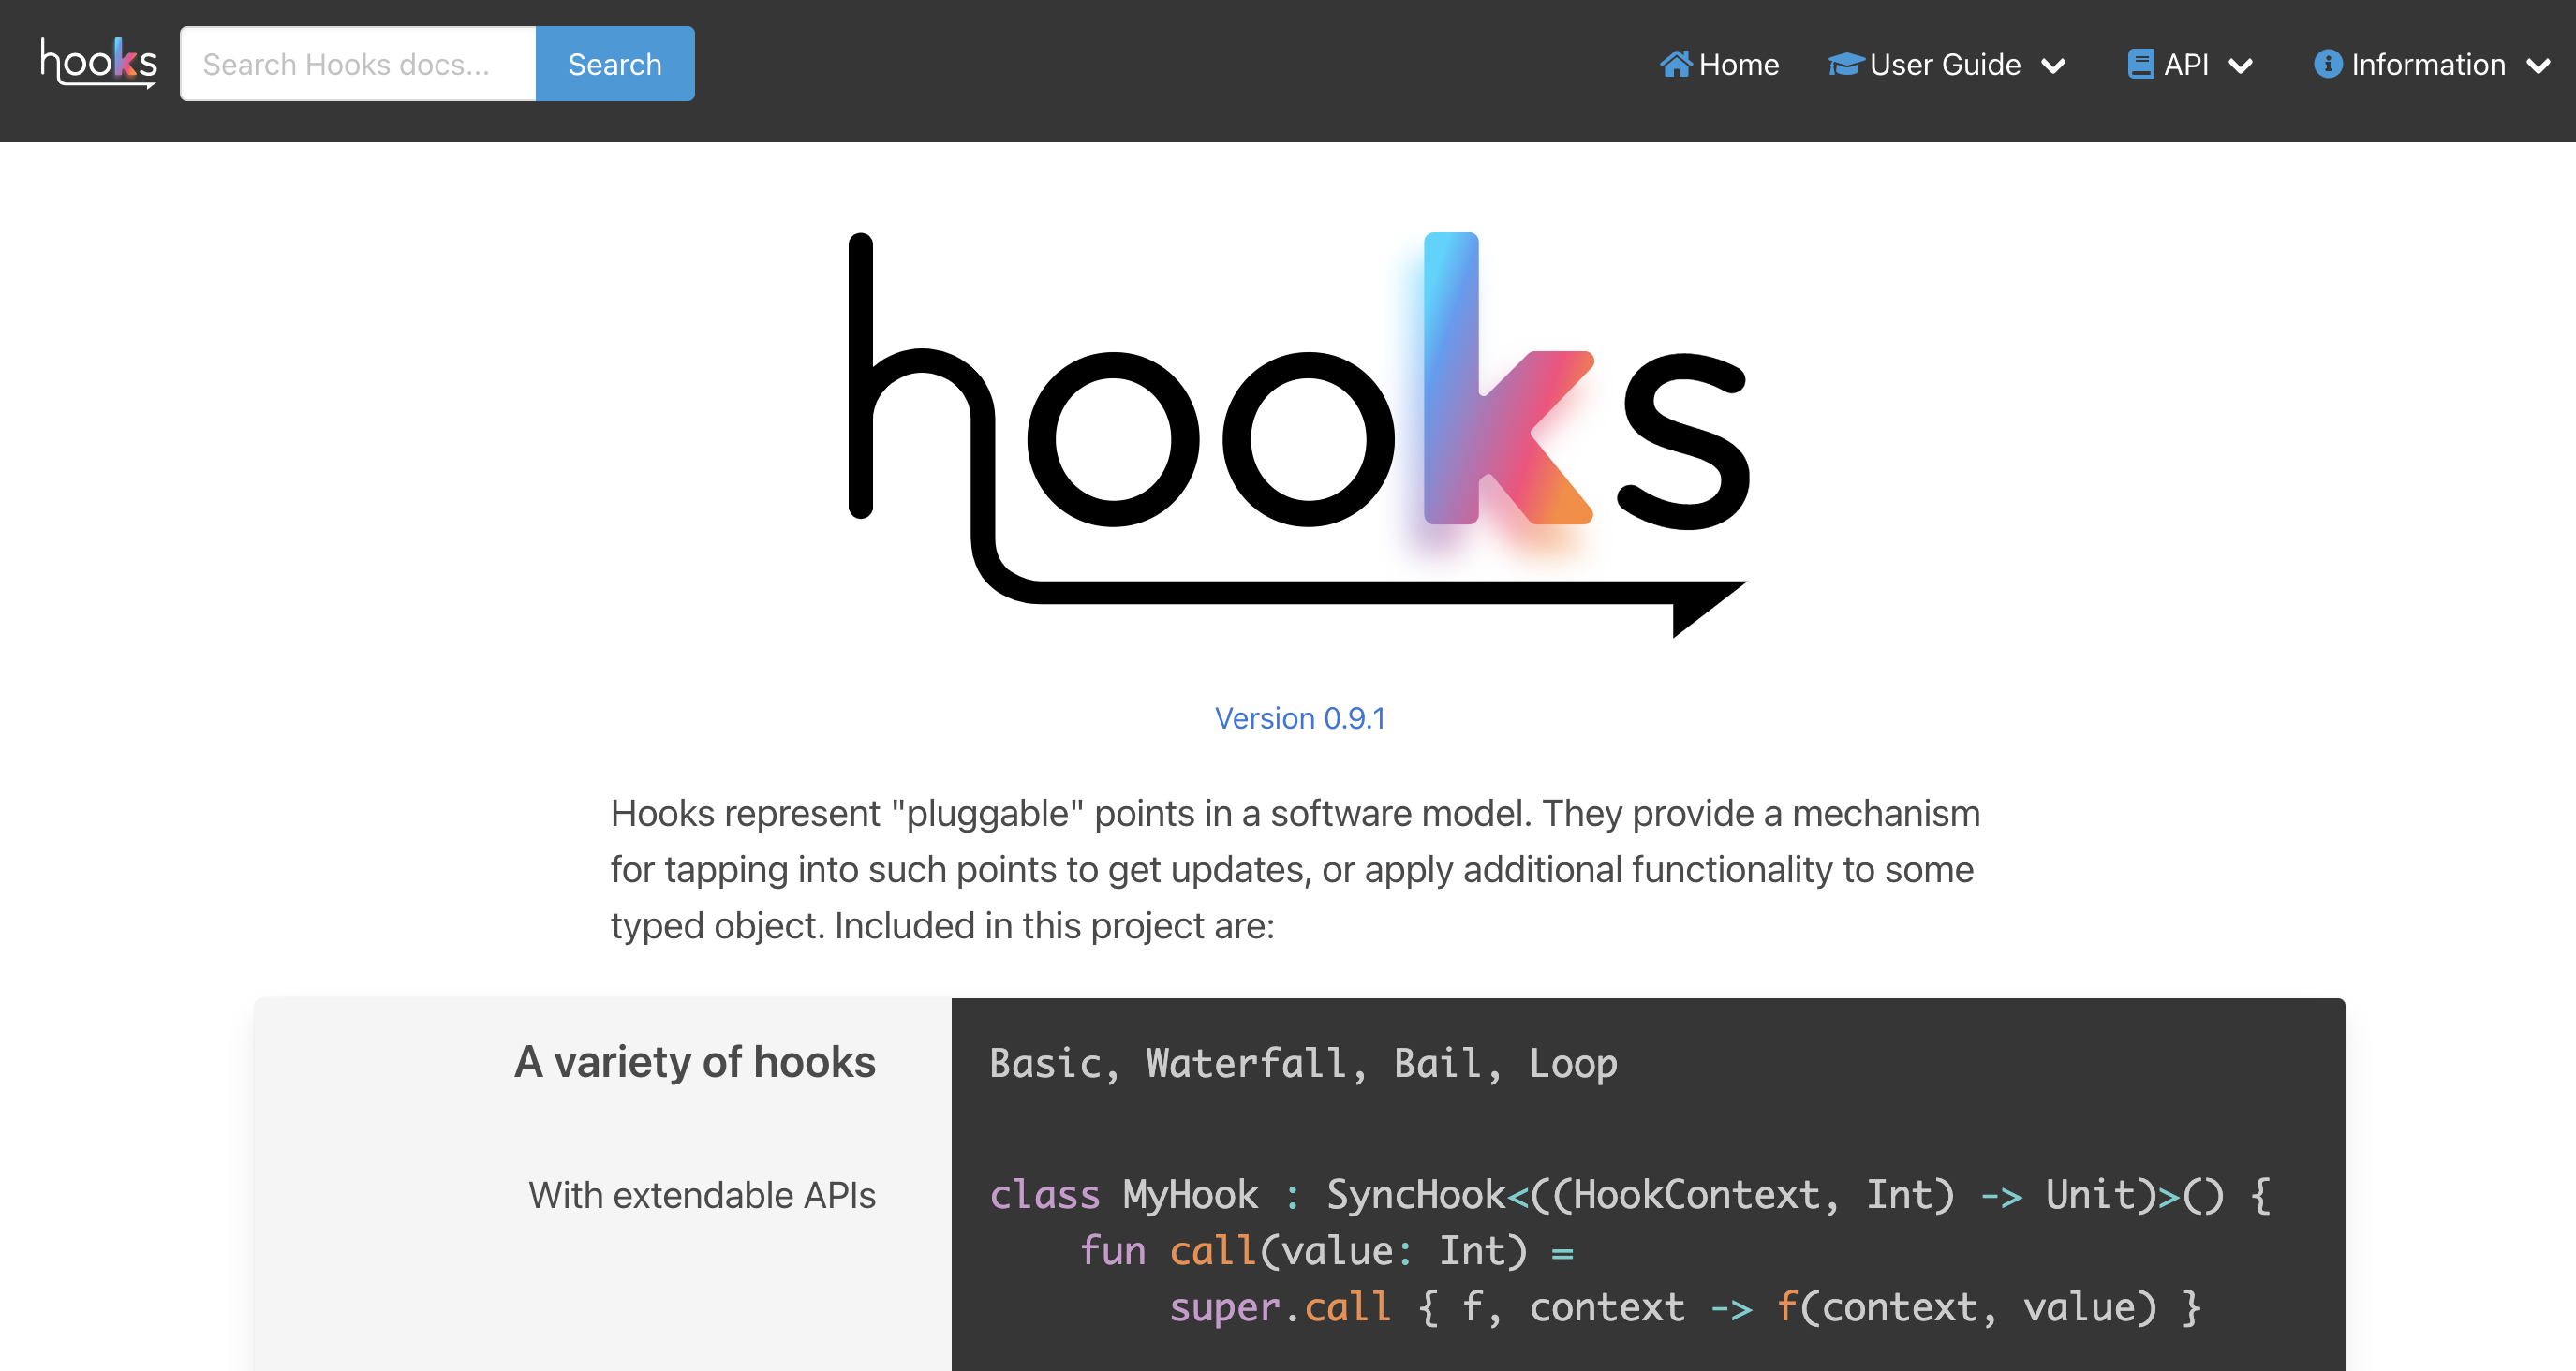 hooks
Search Hooks docs...
Search
Home
User Guide
API
Information
hooks
Version 0.9.1
Hooks represent "pluggable" points in a software model. They provide a mechanism
for tapping into such points to get updates, or apply additional functionality to some
typed object. Included in this project are:
A variety of hooks
Basic, Waterfall, Bail, Loop
With extendable APIs
class MyHook : SyncHook<((HookContext, Int) -> Unit)>() {
    fun call(value: Int) =
        super.call { f, context -> f(context, value) }